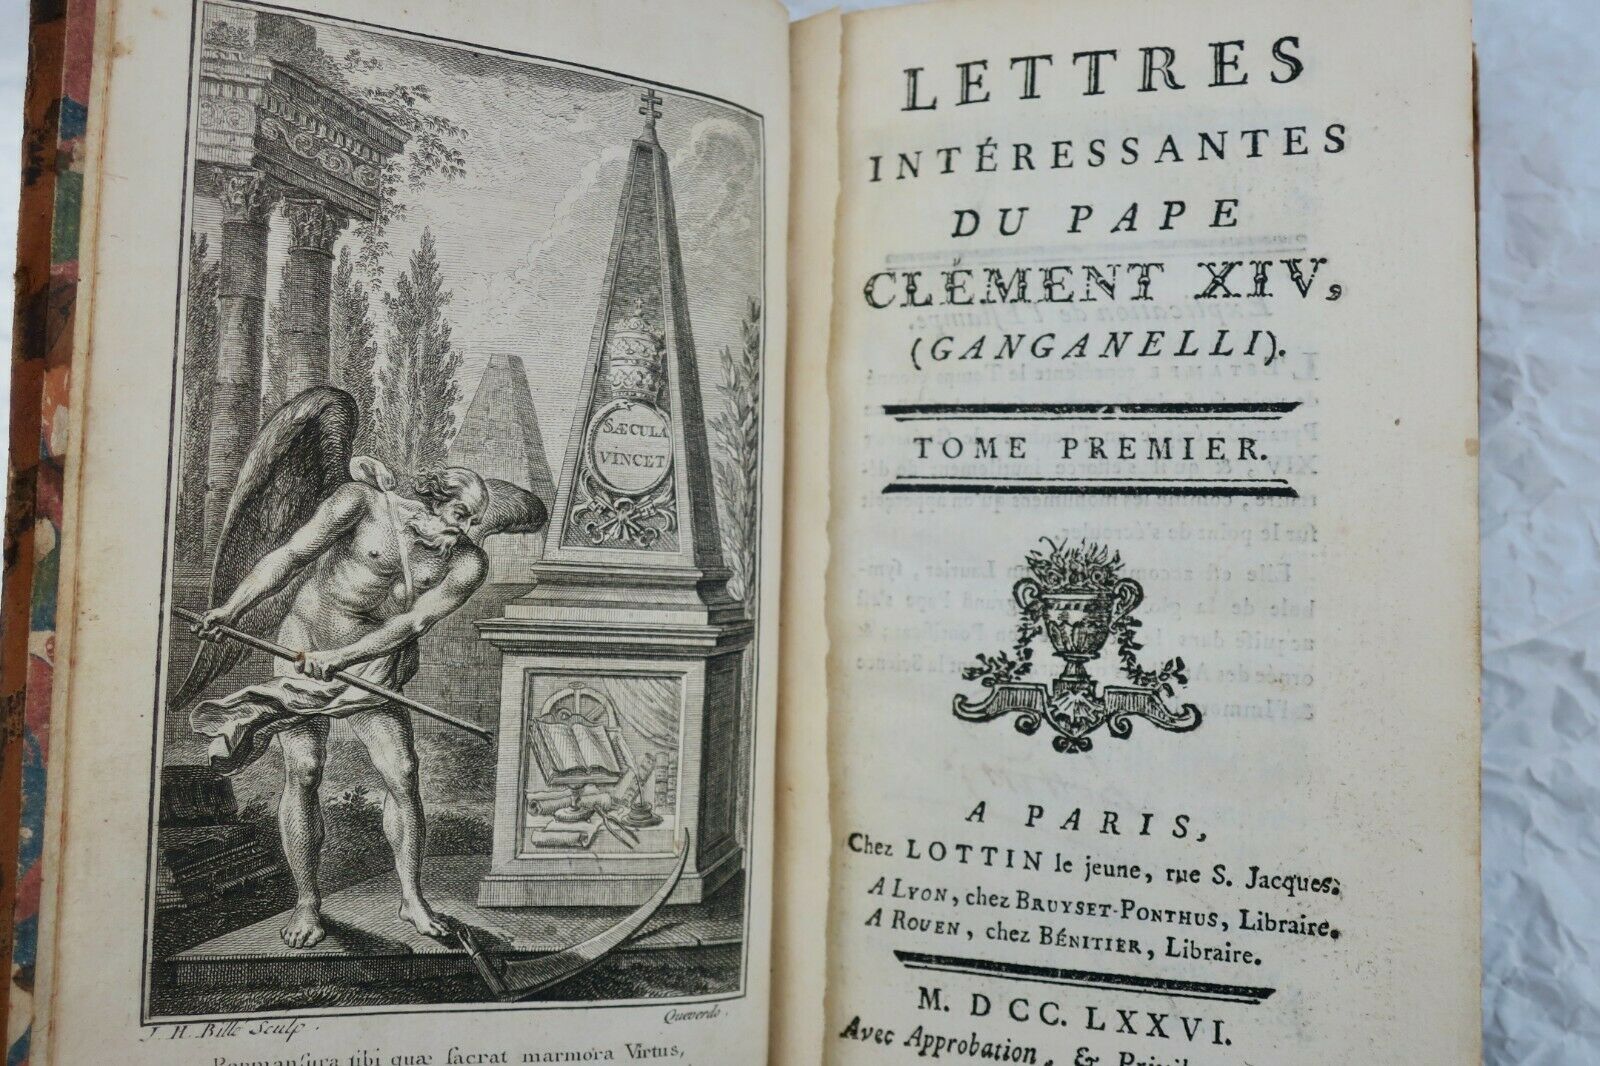 SÆCULA
VINCET
J. H. Bille Sculp.
Queverdo.
Permansura tibi quæ sacrat marmora Virtus,
LETTRES
INTÉRESSANTES
DU PAPE
CLÉMENT XIV,
(GANGANELLI).
TOME PREMIER.
A PARIS,
Chez LOTTIN le jeune, rue S. Jacques.
A LYON, chez BRUYSET-PONTHUS, Libraire.
A ROUEN, chez BÉNITIER, Libraire.
M. DCC. LXXVI.
Avec Approbation, &